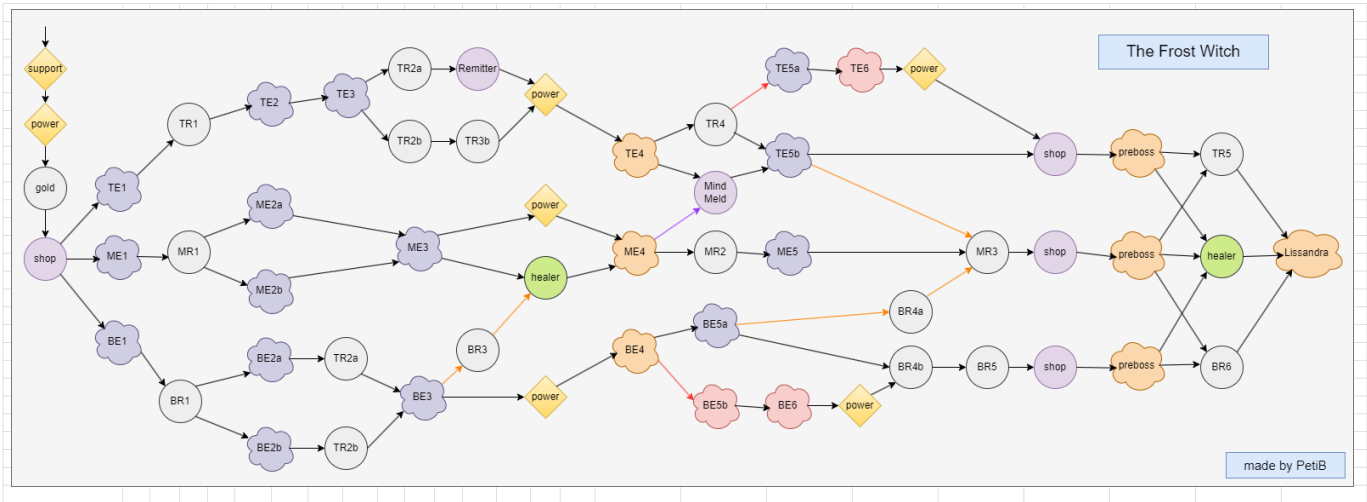 The Frost Witch
support
power
gold
shop
TE1
TR1
TE2
TE3
TR2a
Remitter
TR2b
TR3b
power
TE4
TR4
Mind
Meld
TE5a
TE6
power
TE5b
shop
preboss
TR5
ME1
MR1
ME2a
ME2b
ME3
power
healer
ME4
MR2
ME5
MR3
shop
preboss
healer
Lissandra
BE1
BR1
BE2a
TR2a
BE2b
TR2b
BE3
BR3
power
BE4
BE5a
BR4a
BE5b
BE6
power
BR4b
BR5
shop
preboss
BR6
made by PetiB